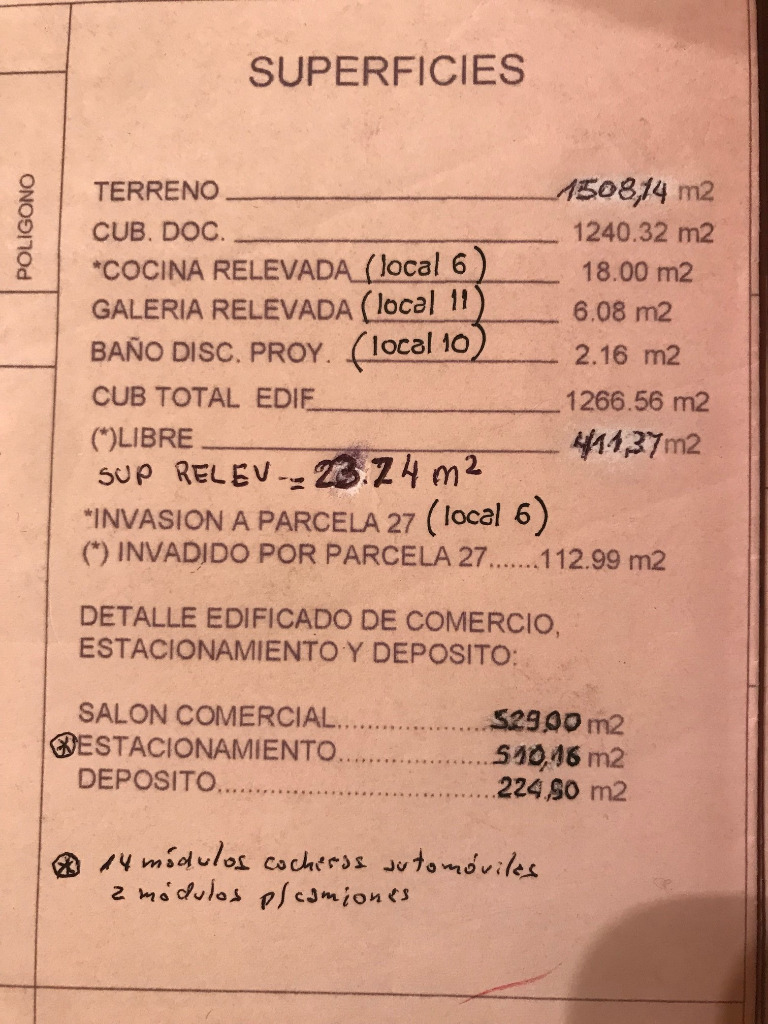 SUPERFICIES
POLIGONO
TERRENO 1508,14 m2
CUB. DOC. 1240.32 m2
*COCINA RELEVADA (local 6) 18.00 m2
GALERIA RELEVADA (local 11) 6.08 m2
BAÑO DISC. PROY. (local 10) 2.16 m2
CUB TOTAL EDIF 1266.56 m2
(*)LIBRE 411,37 m2
SUP RELEV -= 23.24 m²
*INVASION A PARCELA 27 (local 6)
(*) INVADIDO POR PARCELA 27.......112.99 m2
DETALLE EDIFICADO DE COMERCIO,
ESTACIONAMIENTO Y DEPOSITO:
SALON COMERCIAL.................... 529,00 m2
* ESTACIONAMIENTO.................... 510,16 m2
DEPOSITO.................................... m2
* 14 módulos cocheras automóviles
2 módulos p/camiones